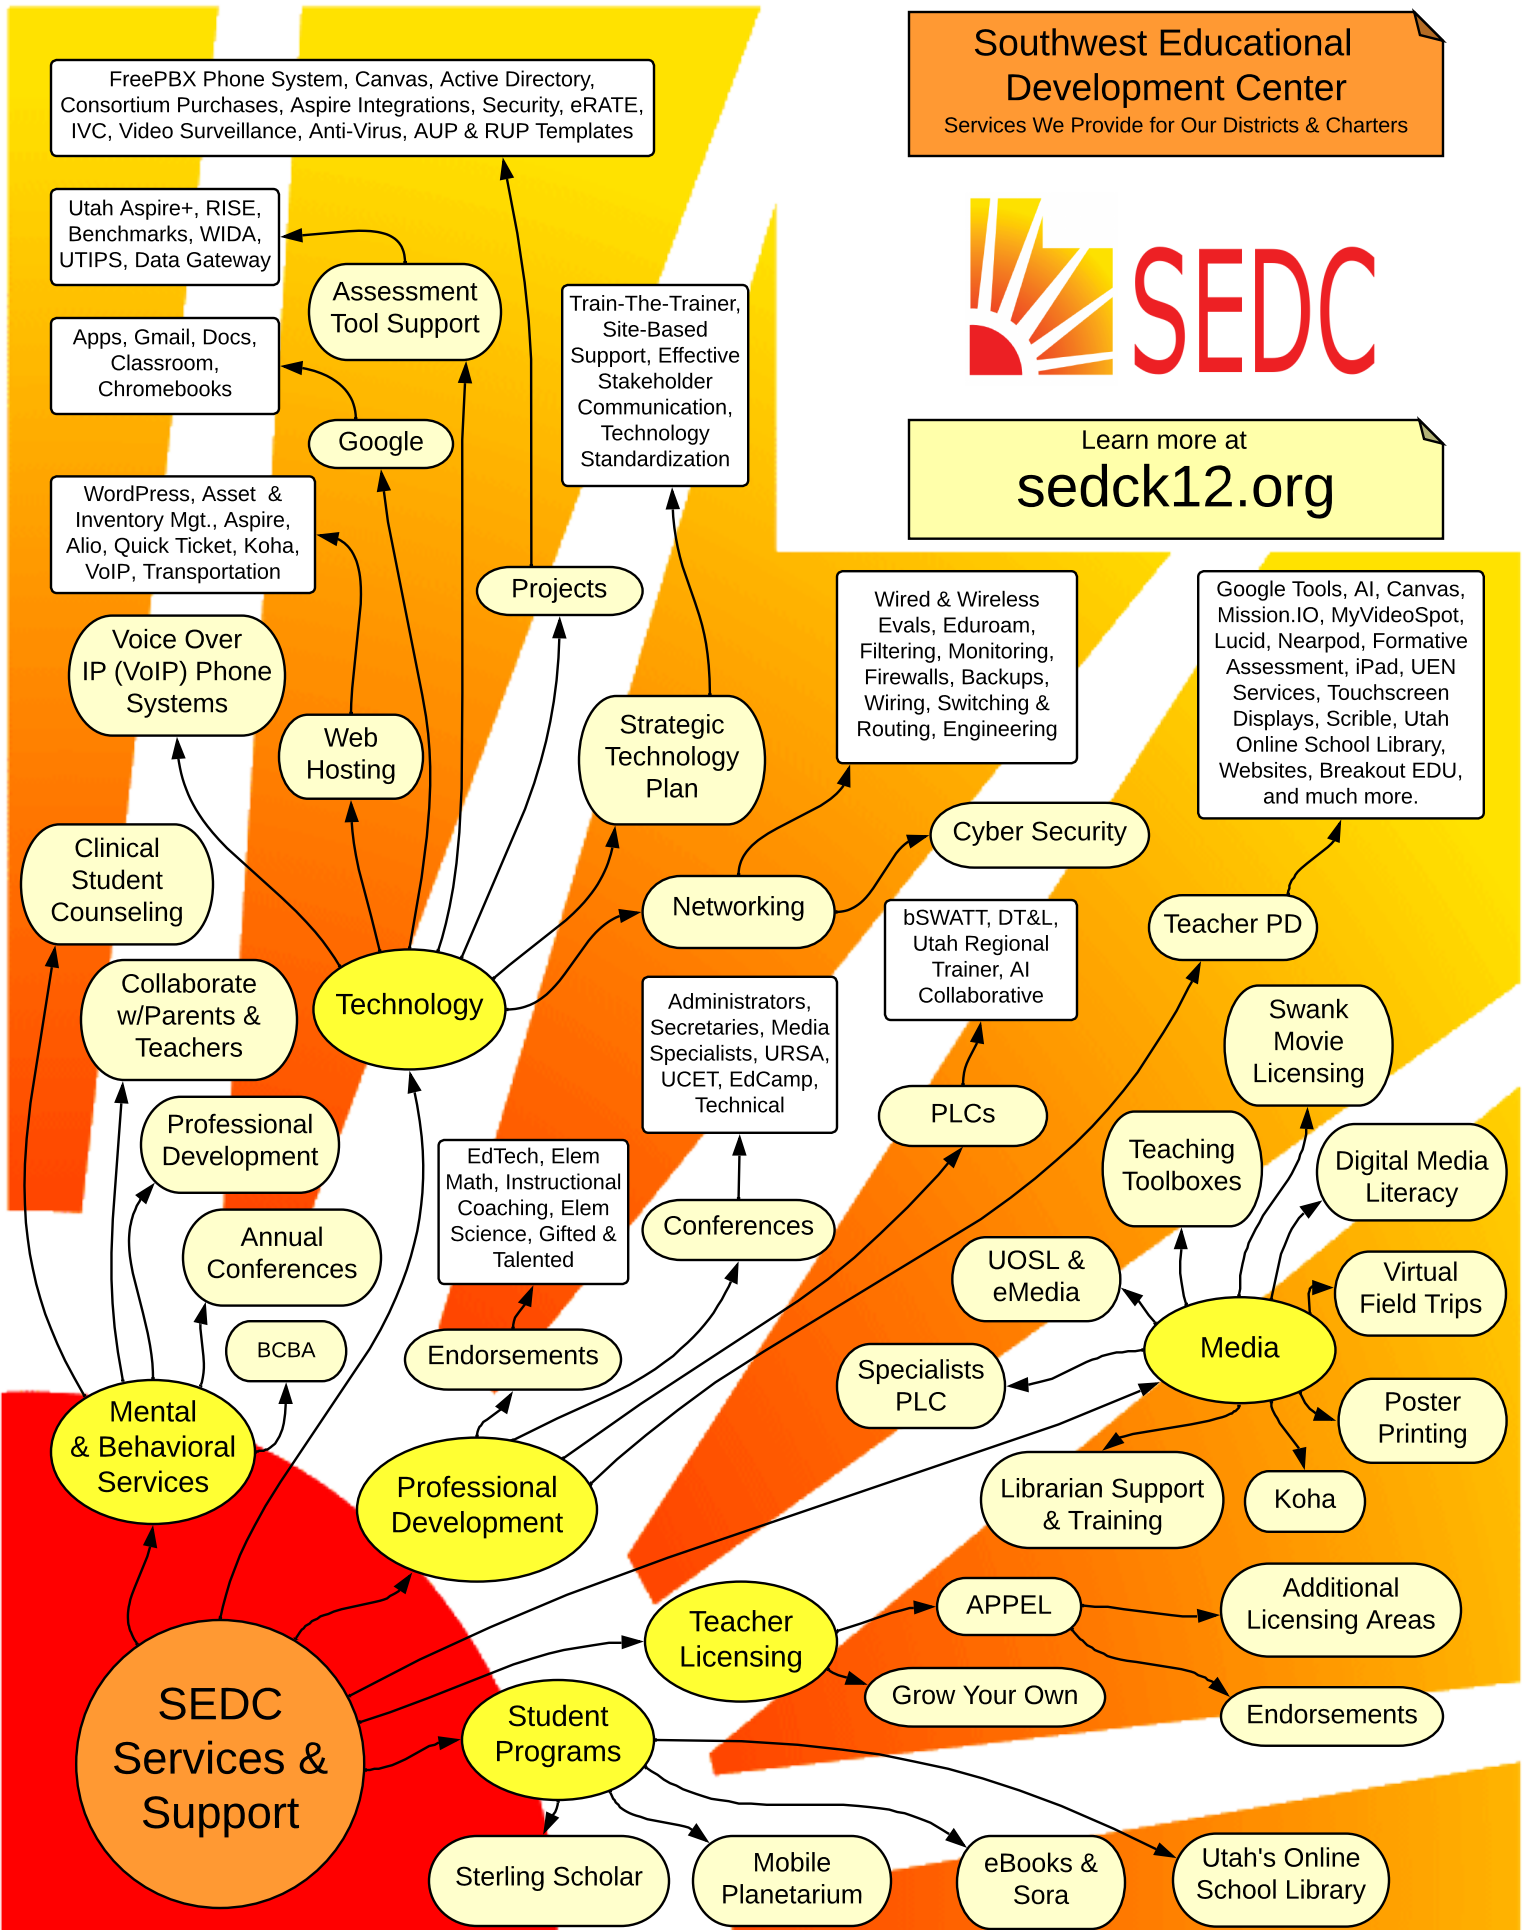 Southwest Educational
Development Center
Services We Provide for Our Districts & Charters
SEDC
Learn more at
sedck12.org
FreePBX Phone System, Canvas, Active Directory,
Consortium Purchases, Aspire Integrations, Security, eRATE,
IVC, Video Surveillance, Anti-Virus, AUP & RUP Templates
Utah Aspire+, RISE,
Benchmarks, WIDA,
UTIPS, Data Gateway
Assessment
Tool Support
Apps, Gmail, Docs,
Classroom,
Chromebooks
Google
Train-The-Trainer,
Site-Based
Support, Effective
Stakeholder
Communication,
Technology
Standardization
WordPress, Asset  &
Inventory Mgt., Aspire,
Alio, Quick Ticket, Koha,
VoIP, Transportation
Projects
Voice Over
IP (VoIP) Phone
Systems
Web
Hosting
Strategic
Technology
Plan
Wired & Wireless
Evals, Eduroam,
Filtering, Monitoring,
Firewalls, Backups,
Wiring, Switching &
Routing, Engineering
Google Tools, AI, Canvas,
Mission.IO, MyVideoSpot,
Lucid, Nearpod, Formative
Assessment, iPad, UEN
Services, Touchscreen
Displays, Scrible, Utah
Online School Library,
Websites, Breakout EDU,
and much more.
Cyber Security
Networking
Clinical
Student
Counseling
Technology
bSWATT, DT&L,
Utah Regional
Trainer, AI
Collaborative
Teacher PD
Collaborate
w/Parents &
Teachers
Administrators,
Secretaries, Media
Specialists, URSA,
UCET, EdCamp,
Technical
Swank
Movie
Licensing
PLCs
Professional
Development
EdTech, Elem
Math, Instructional
Coaching, Elem
Science, Gifted &
Talented
Conferences
Teaching
Toolboxes
Digital Media
Literacy
Annual
Conferences
UOSL &
eMedia
Virtual
Field Trips
BCBA
Endorsements
Media
Specialists
PLC
Poster
Printing
Mental
& Behavioral
Services
Professional
Development
Librarian Support
& Training
Koha
Teacher
Licensing
APPEL
Additional
Licensing Areas
Grow Your Own
Endorsements
SEDC
Services &
Support
Student
Programs
Sterling Scholar
Mobile
Planetarium
eBooks &
Sora
Utah's Online
School Library